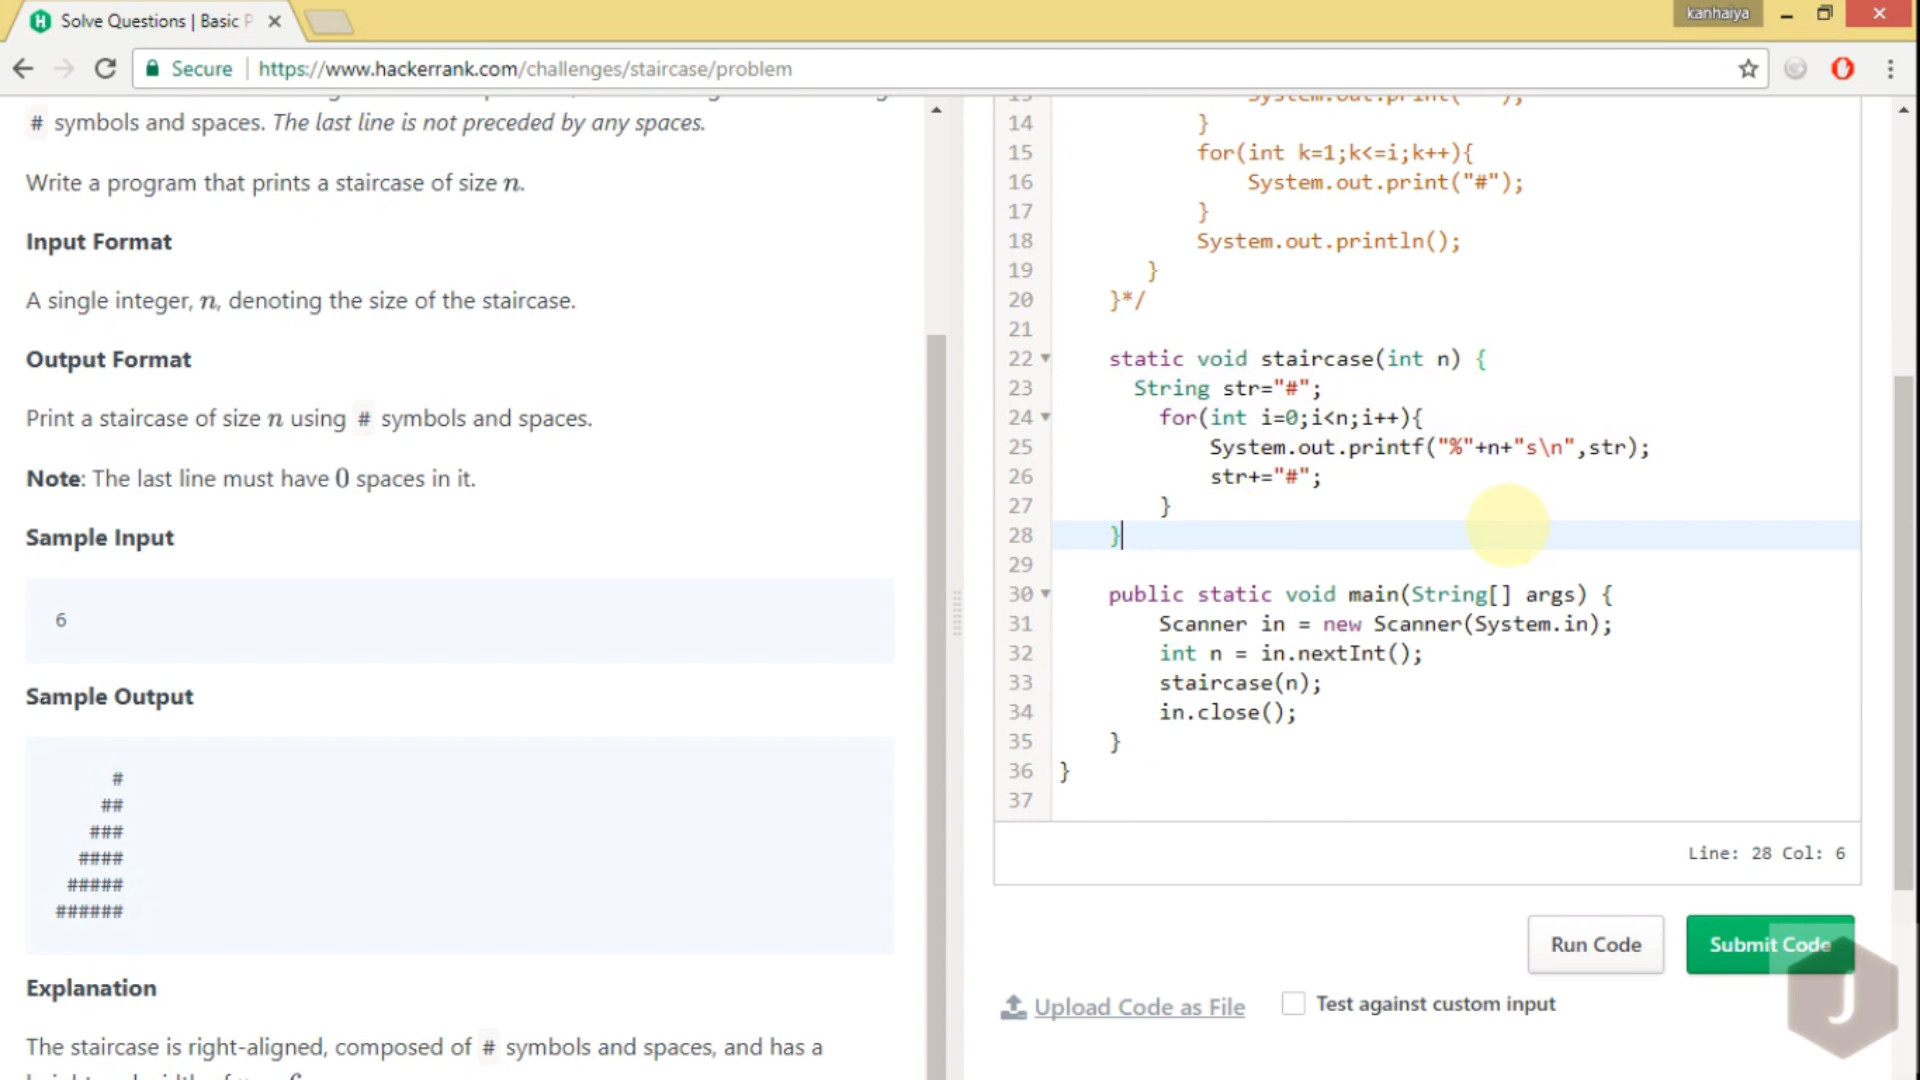 Solve Questions | Basic P
kanhaiya
Secure
https://www.hackerrank.com/challenges/staircase/problem
# symbols and spaces. The last line is not preceded by any spaces.
Write a program that prints a staircase of size n.
Input Format
A single integer, n, denoting the size of the staircase.
Output Format
Print a staircase of size n using # symbols and spaces.
Note: The last line must have 0 spaces in it.
Sample Input
6
Sample Output
#
##
###
####
#####
######
Explanation
The staircase is right-aligned, composed of # symbols and spaces, and has a
14 }
15 for(int k=1;k<=i;k++){
16 System.out.print("#");
17 }
18 System.out.println();
19 }
20 }*/
21
22 static void staircase(int n) {
23 String str="#";
24 for(int i=0;i<n;i++){
25 System.out.printf("%"+n+"s\n",str);
26 str+="#";
27 }
28 }
29
30 public static void main(String[] args) {
31 Scanner in = new Scanner(System.in);
32 int n = in.nextInt();
33 staircase(n);
34 in.close();
35 }
36 }
37
Line: 28 Col: 6
Run Code
Submit Code
Upload Code as File
Test against custom input
J